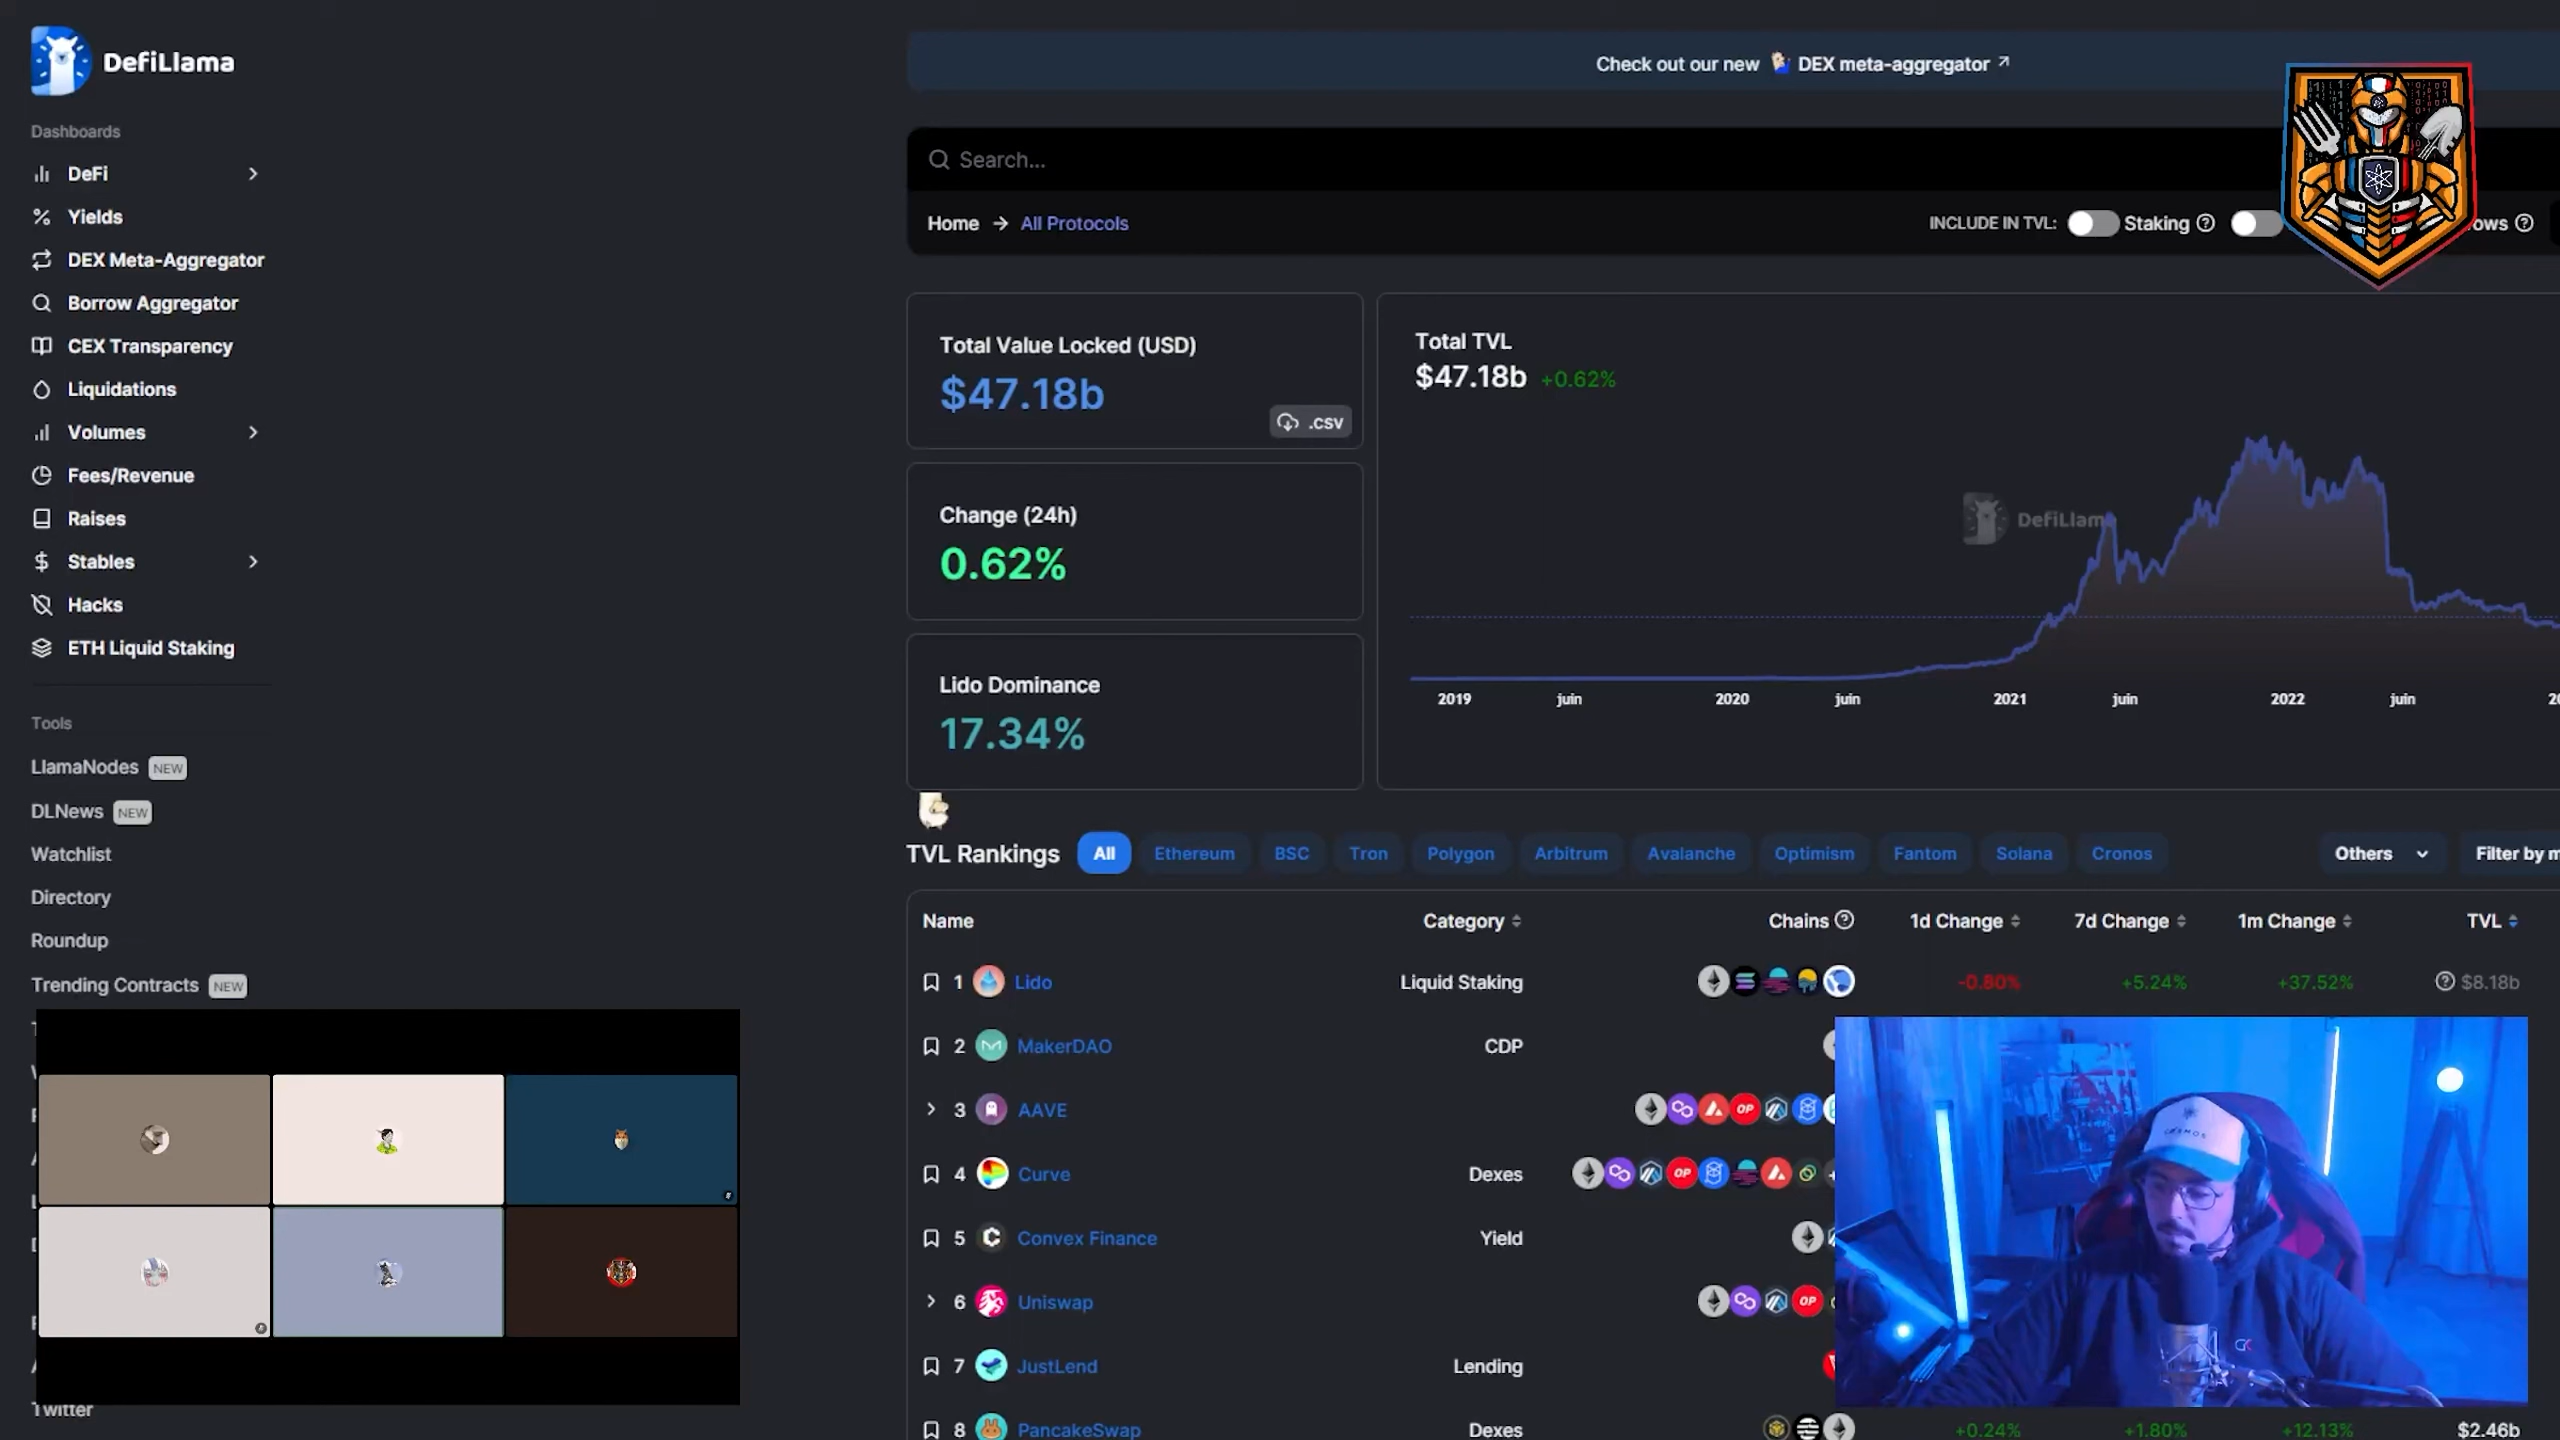 DefiLlama
Check out our new DEX meta-aggregator
Dashboards
DeFi
Yields
DEX Meta-Aggregator
Borrow Aggregator
CEX Transparency
Liquidations
Volumes
Fees/Revenue
Raises
Stables
Hacks
ETH Liquid Staking
Tools
LlamaNodes NEW
DLNews NEW
Watchlist
Directory
Roundup
Trending Contracts NEW
Twitter
Search...
Home → All Protocols
INCLUDE IN TVL: Staking
Total Value Locked (USD)
$47.18b
.csv
Change (24h)
0.62%
Lido Dominance
17.34%
Total TVL
$47.18b +0.62%
DefiLlam
2019 juin 2020 juin 2021 juin 2022 juin
TVL Rankings All Ethereum BSC Tron Polygon Arbitrum Avalanche Optimism Fantom Solana Cronos Others Filter by
Name Category Chains 1d Change 7d Change 1m Change TVL
1 Lido Liquid Staking -0.80% +5.24% +37.52% $8.18b
2 MakerDAO CDP
3 AAVE OP
4 Curve Dexes OP
5 Convex Finance Yield
6 Uniswap OP
7 JustLend Lending
8 PancakeSwap Dexes +0.24% +1.80% +12.13% $2.46b